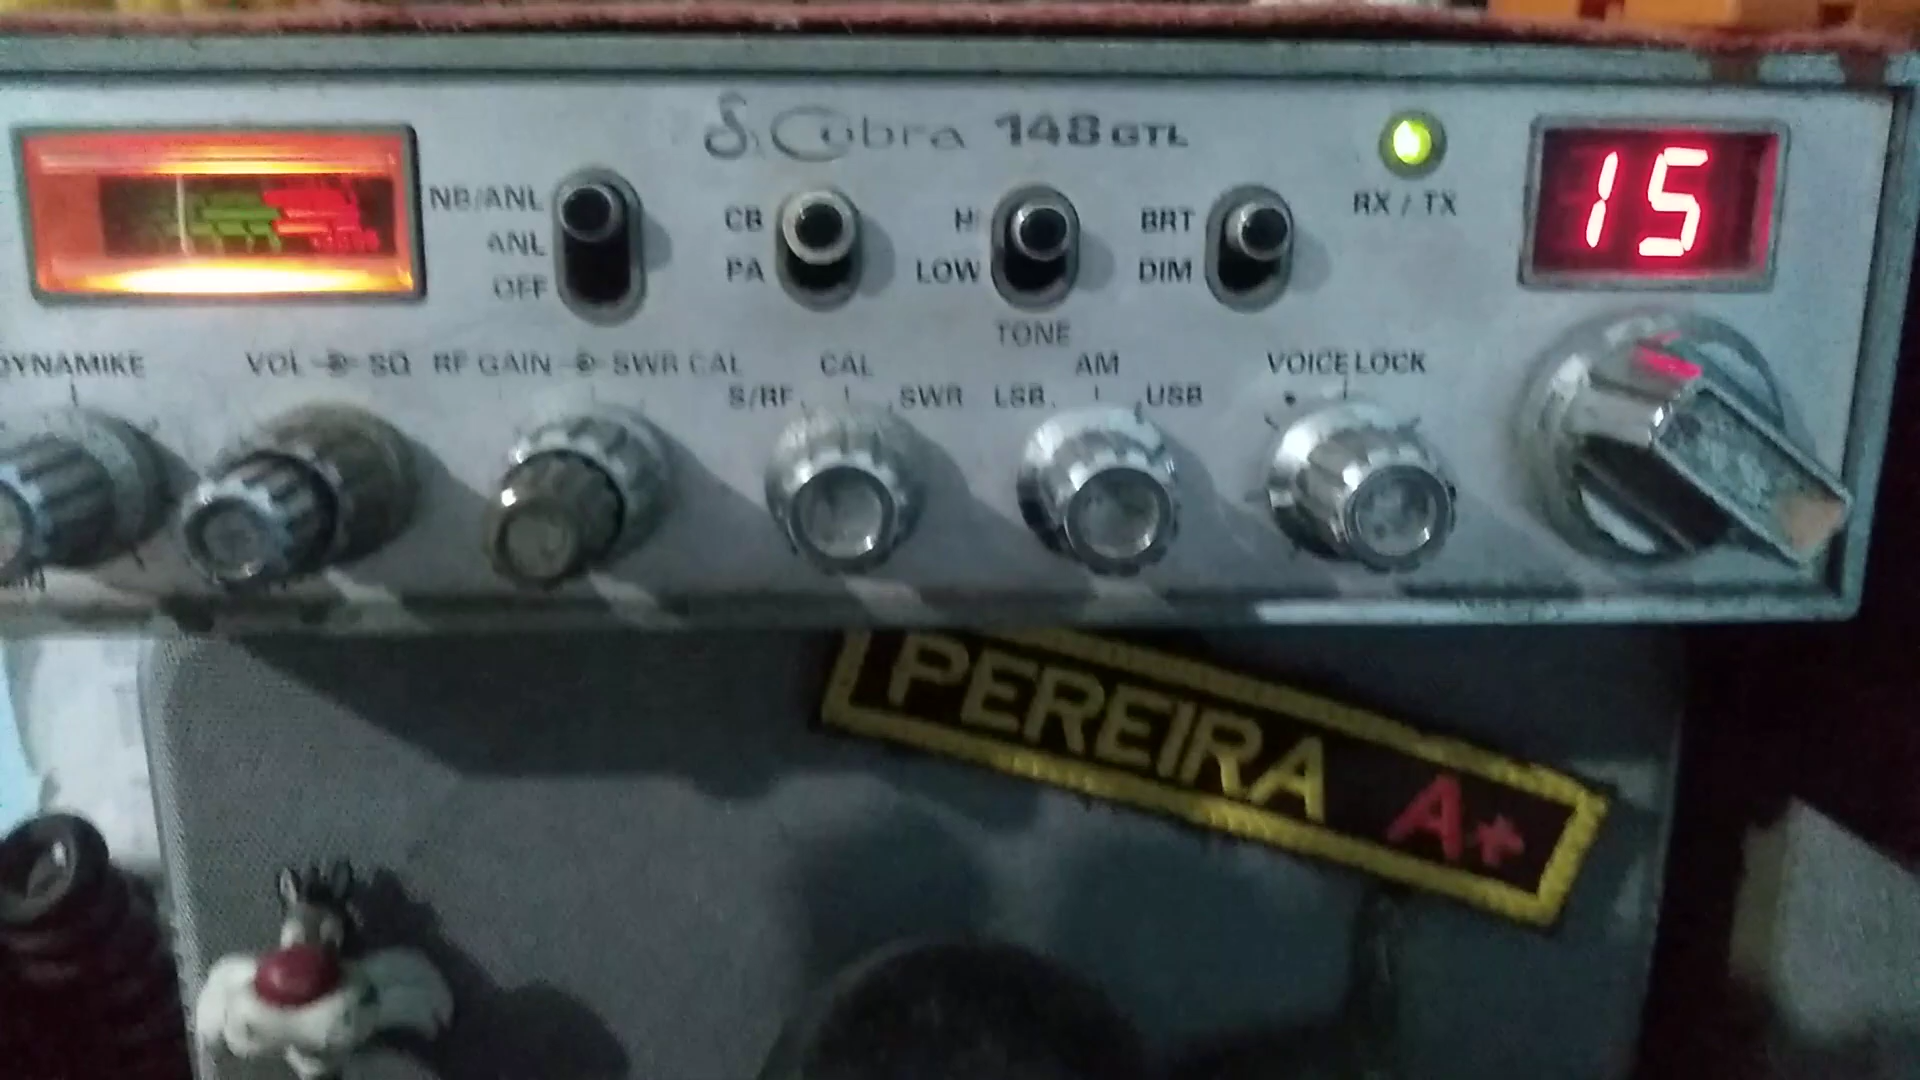 Cobra 148 GTL
15
NB/ANL
ANL
OFF
CB
PA
HI
LOW
TONE
BRT
DIM
RX / TX
DYNAMIKE
VOL
SQ
RF GAIN
SWR CAL
CAL
S/RF
SWR
AM
LSB
USB
VOICE LOCK
PEREIRA A+